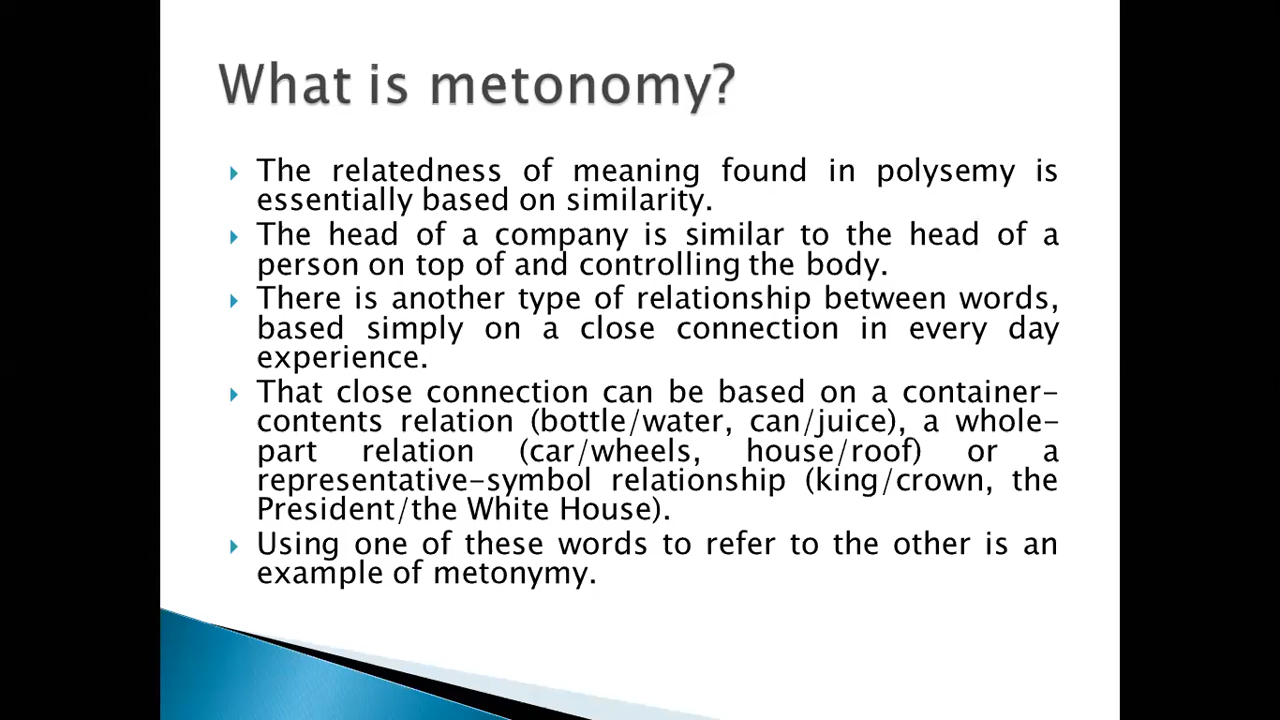 What is metonomy?
The relatedness of meaning found in polysemy is
essentially based on similarity.
The head of a company is similar to the head of a
person on top of and controlling the body.
There is another type of relationship between words,
based simply on a close connection in every day
experience.
That close connection can be based on a container-
contents relation (bottle/water, can/juice), a whole-
part relation (car/wheels, house/roof) or a
representative-symbol relationship (king/crown, the
President/the White House).
Using one of these words to refer to the other is an
example of metonymy.